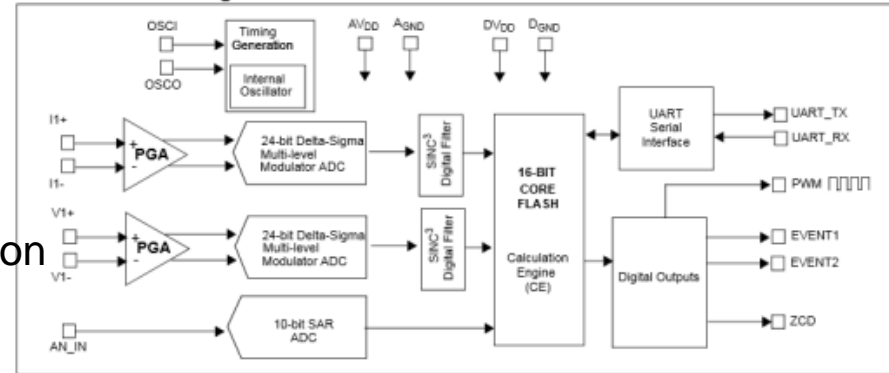 OSCI
OSCO
Timing
Generation
Internal
Oscillator
AVDD
AGND
DVDD
DGND
I1+
I1-
PGA
+
-
24-bit Delta-Sigma
Multi-level
Modulator ADC
SINC3
Digital Filter
V1+
V1-
on
PGA
+
-
24-bit Delta-Sigma
Multi-level
Modulator ADC
SINC3
Digital Filter
AN_IN
10-bit SAR
ADC
16-BIT
CORE
FLASH
Calculation
Engine
(CE)
UART
Serial
Interface
UART_TX
UART_RX
Digital Outputs
PWM
EVENT1
EVENT2
ZCD